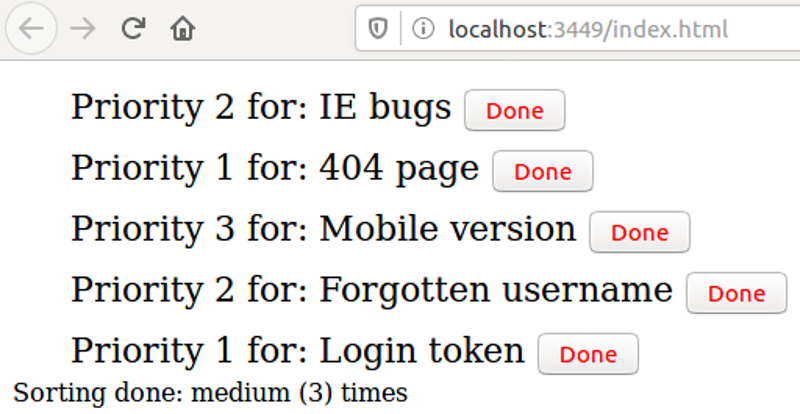 localhost:3449/index.html
Priority 2 for: IE bugs Done
Priority 1 for: 404 page Done
Priority 3 for: Mobile version Done
Priority 2 for: Forgotten username Done
Priority 1 for: Login token Done
Sorting done: medium (3) times